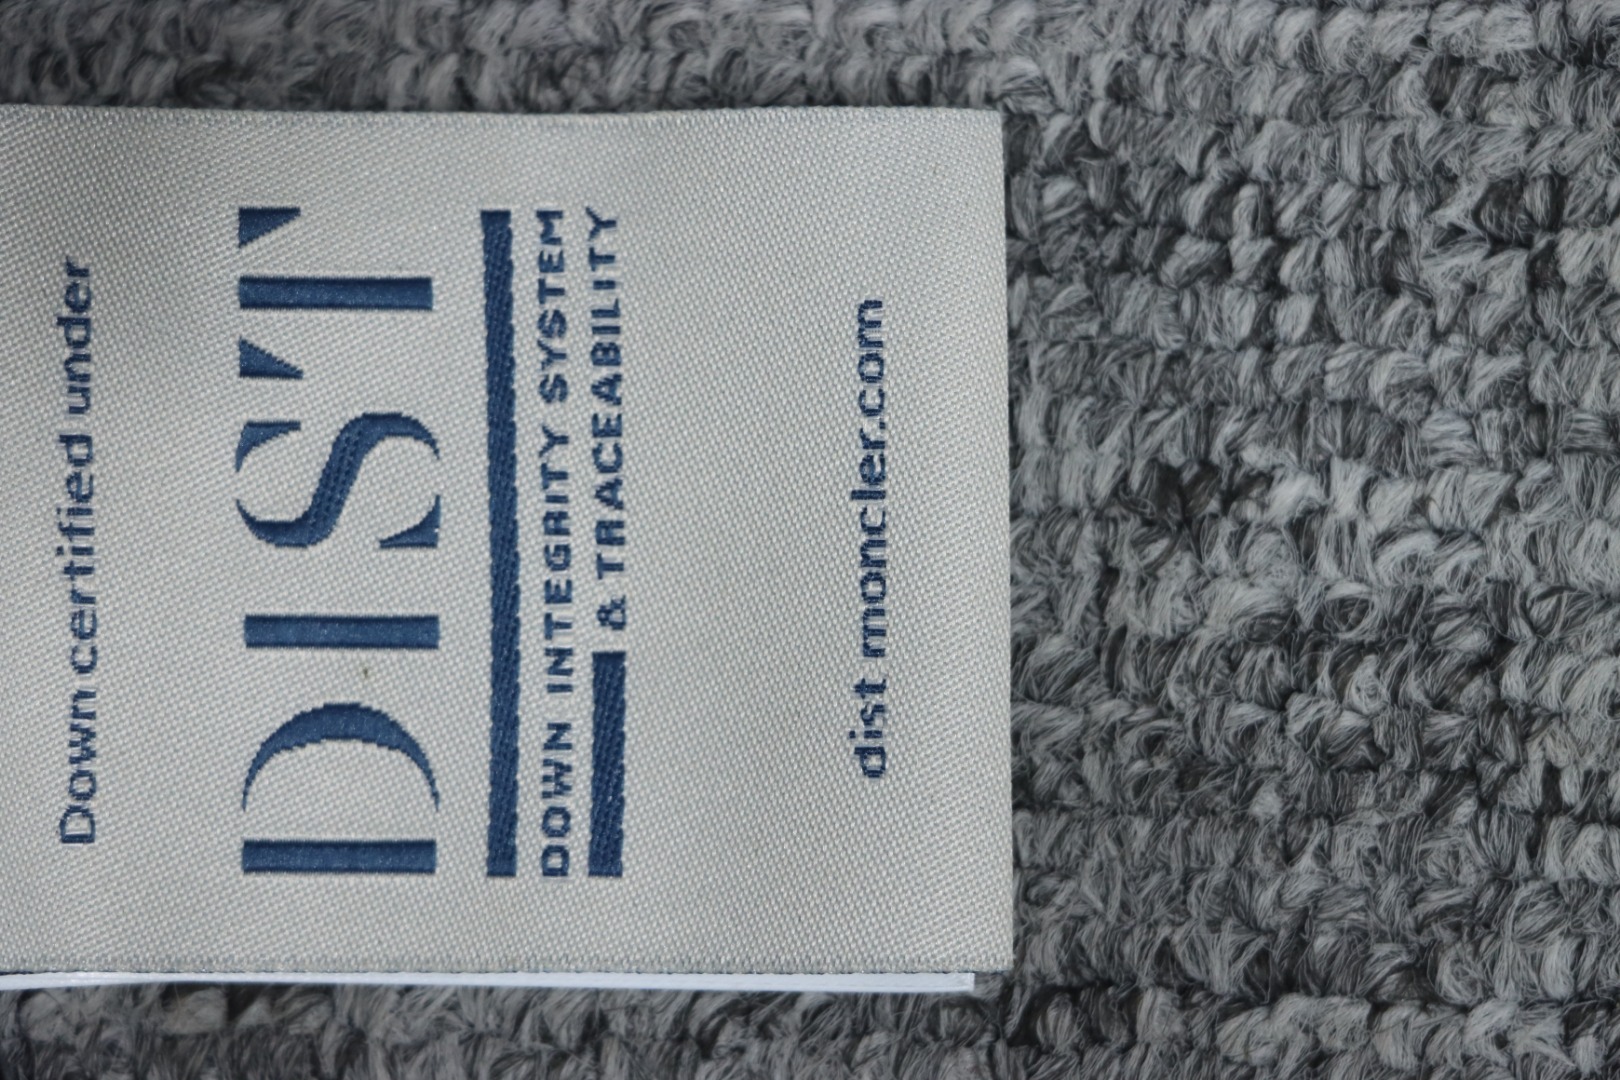 Down certified under
DIST
DOWN INTEGRITY SYSTEM
& TRACEABILITY
dist moncler.com